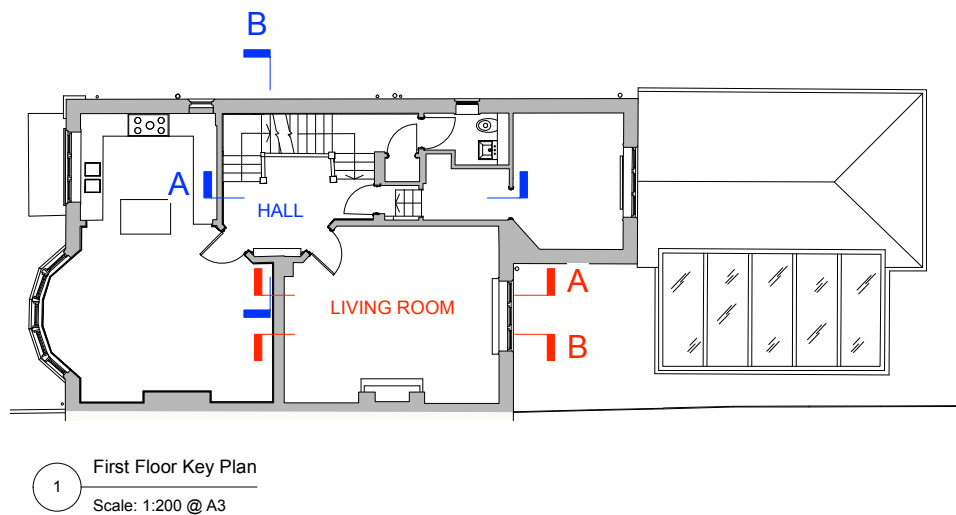 B
A
HALL
A
LIVING ROOM
B
1
First Floor Key Plan
Scale: 1:200 @ A3